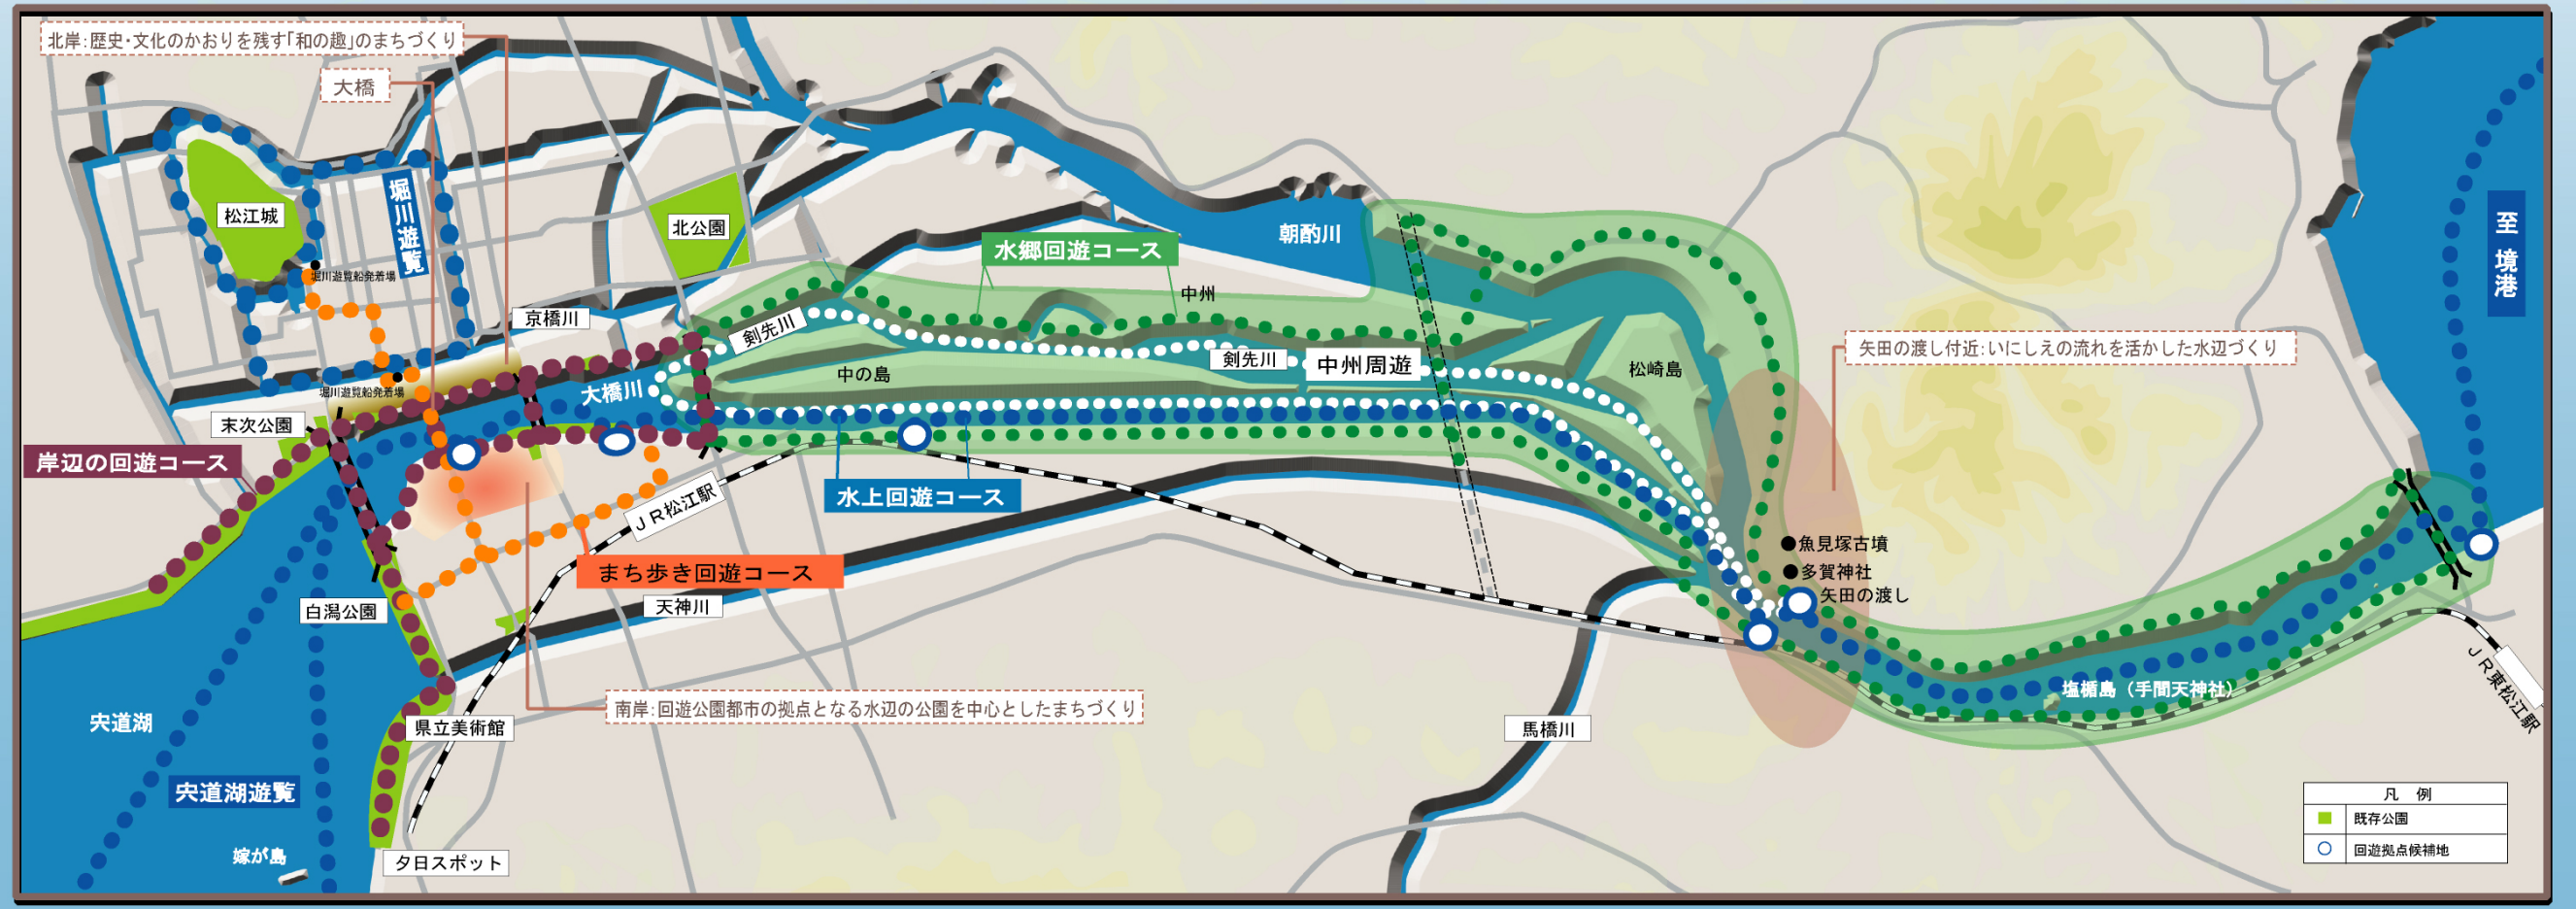 北岸：歴史・文化のかおりを残す「和の趣」のまちづくり
大橋
松江城
堀川遊覧
堀川遊覧船発着場
北公園
水郷回遊コース
朝酌川
至 境港
京橋川
剣先川
中州
剣先川
中州周遊
松崎島
矢田の渡し付近：いにしえの流れを活かした水辺づくり
堀川遊覧船発着場
大橋川
中の島
末次公園
岸辺の回遊コース
水上回遊コース
ＪＲ松江駅
まち歩き回遊コース
天神川
白潟公園
●魚見塚古墳
●多賀神社
矢田の渡し
塩楯島（手間天神社）
ＪＲ東松江駅
南岸：回遊公園都市の拠点となる水辺の公園を中心としたまちづくり
県立美術館
馬橋川
宍道湖
宍道湖遊覧
嫁が島
夕日スポット
凡 例
既存公園
回遊拠点候補地